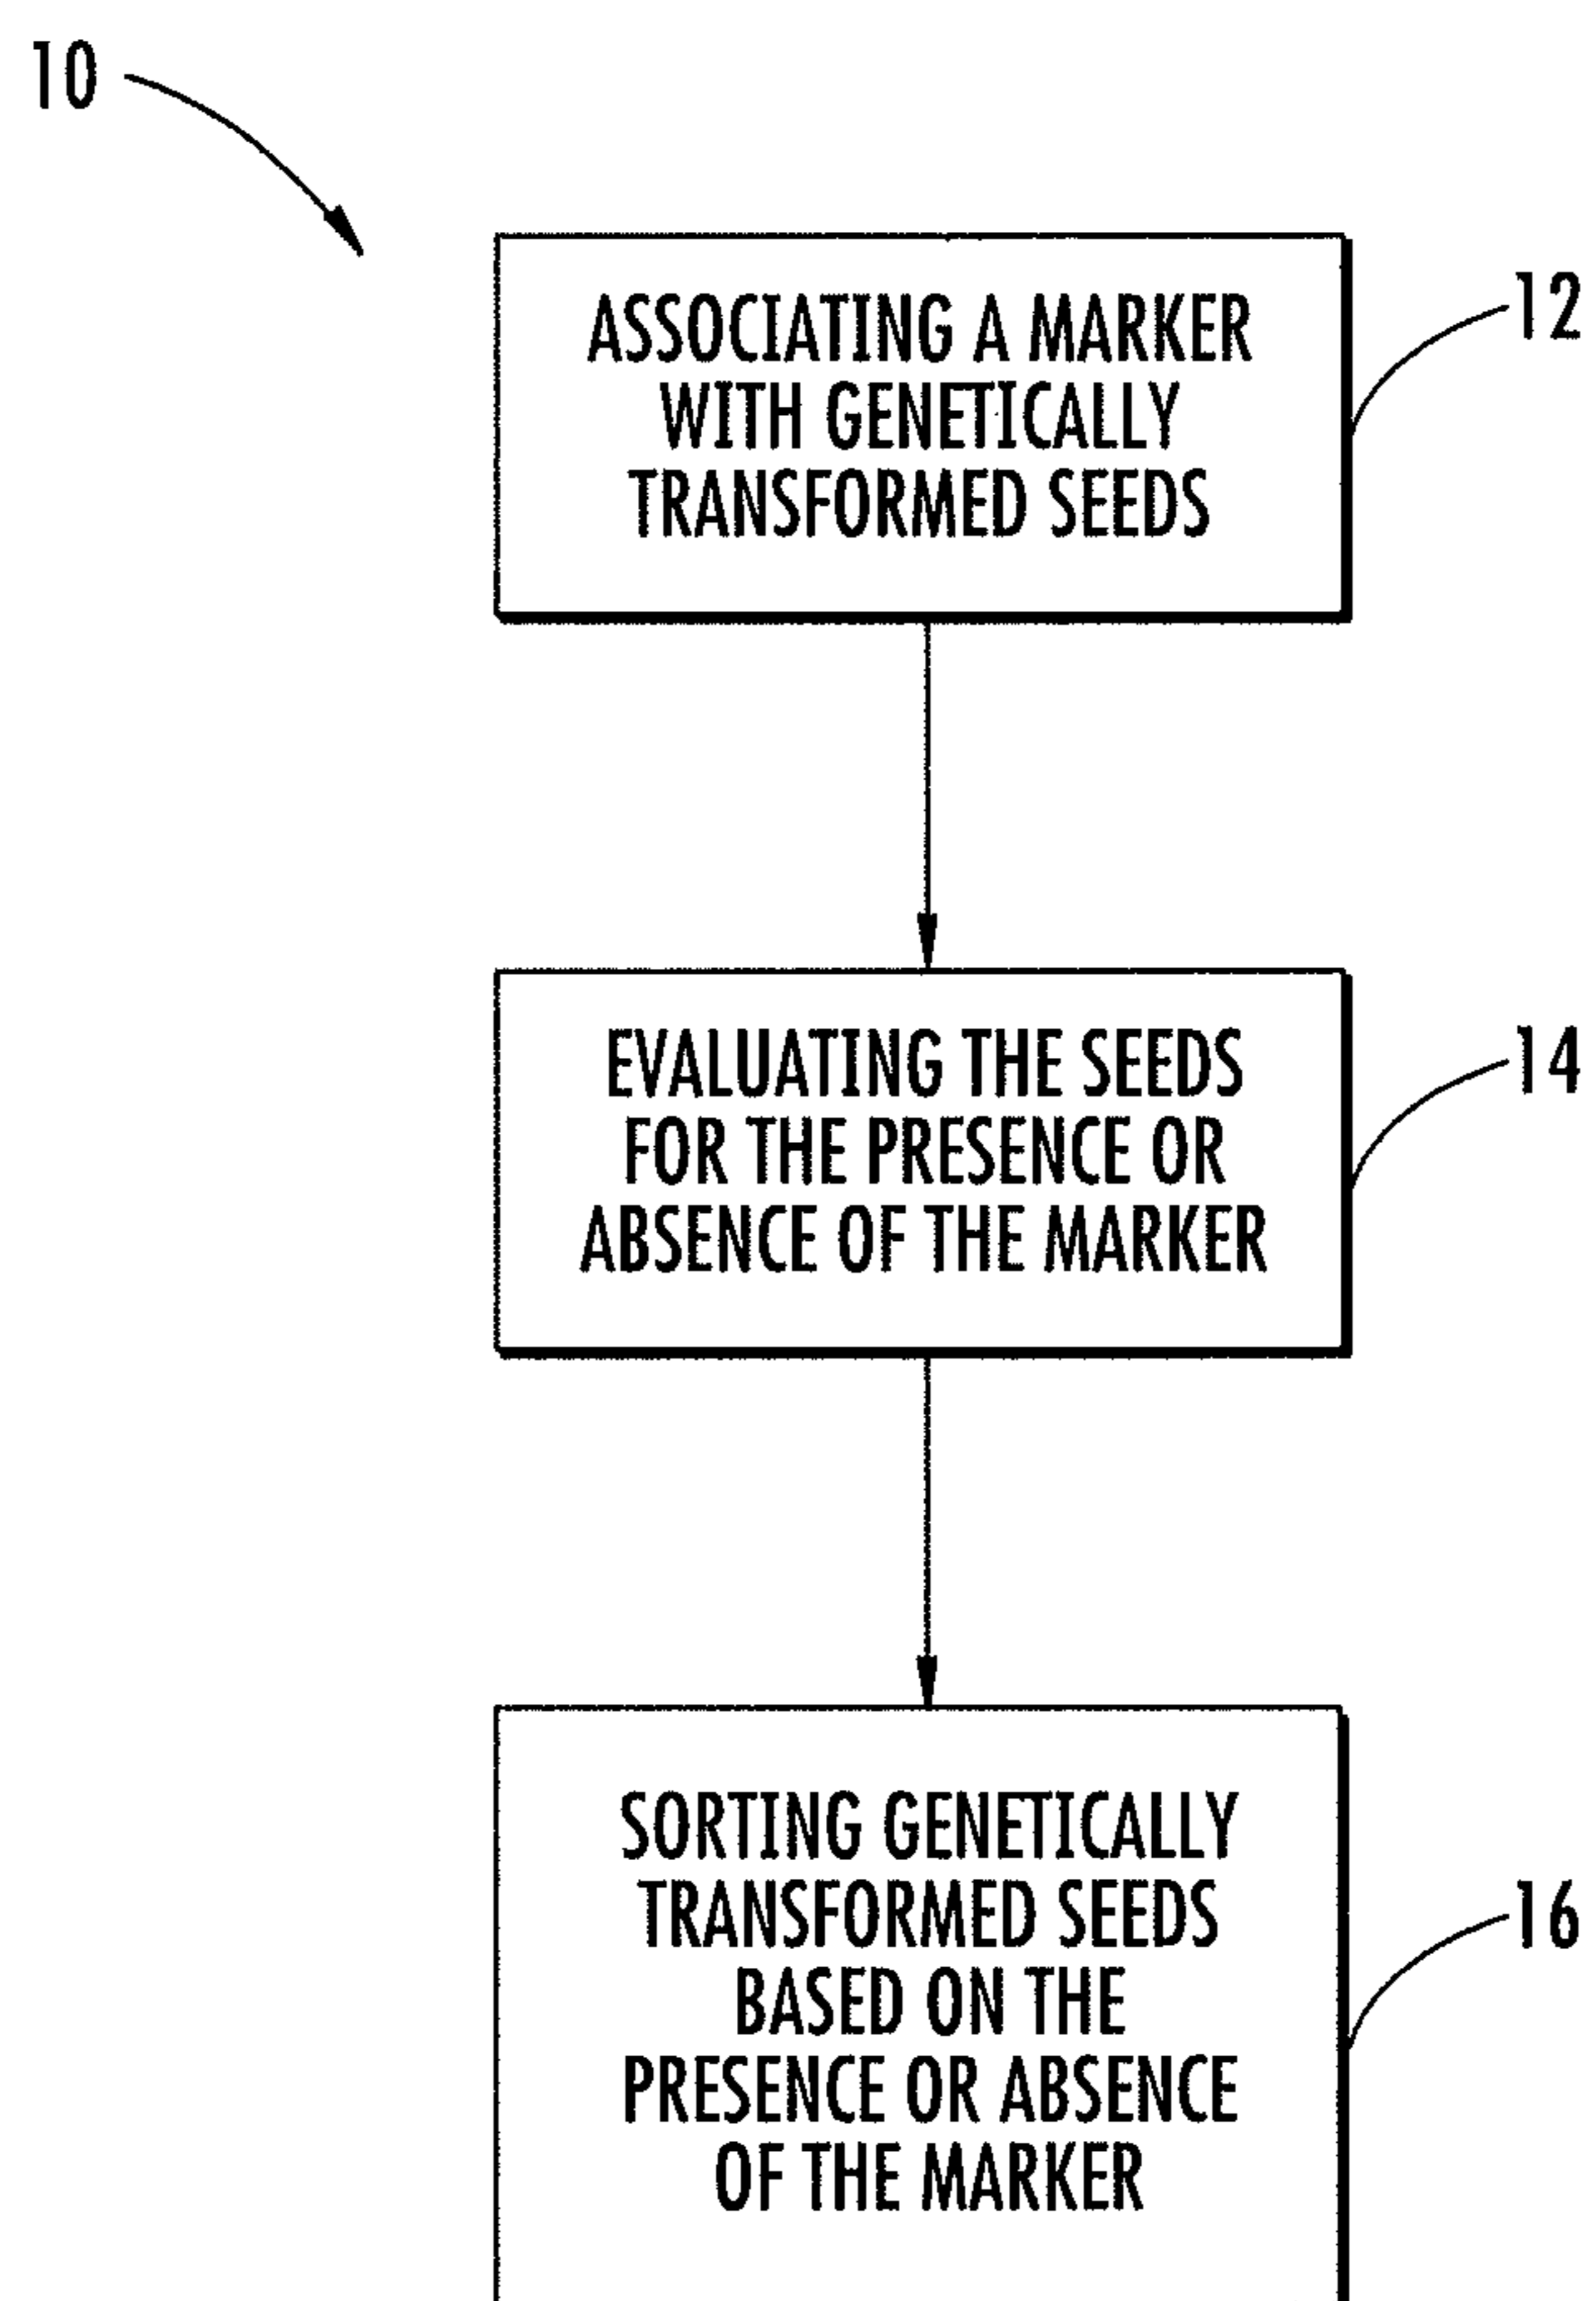 10
ASSOCIATING A MARKER
WITH GENETICALLY
TRANSFORMED SEEDS
12
EVALUATING THE SEEDS
FOR THE PRESENCE OR
ABSENCE OF THE MARKER
14
SORTING GENETICALLY
TRANSFORMED SEEDS
BASED ON THE
PRESENCE OR ABSENCE
OF THE MARKER
16